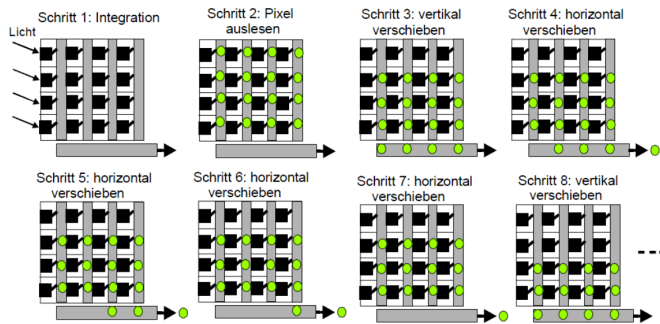 Schritt 1: Integration
Licht
Schritt 2: Pixel
auslesen
Schritt 3: vertikal
verschieben
Schritt 4: horizontal
verschieben
Schritt 5: horizontal
verschieben
Schritt 6: horizontal
verschieben
Schritt 7: horizontal
verschieben
Schritt 8: vertikal
verschieben